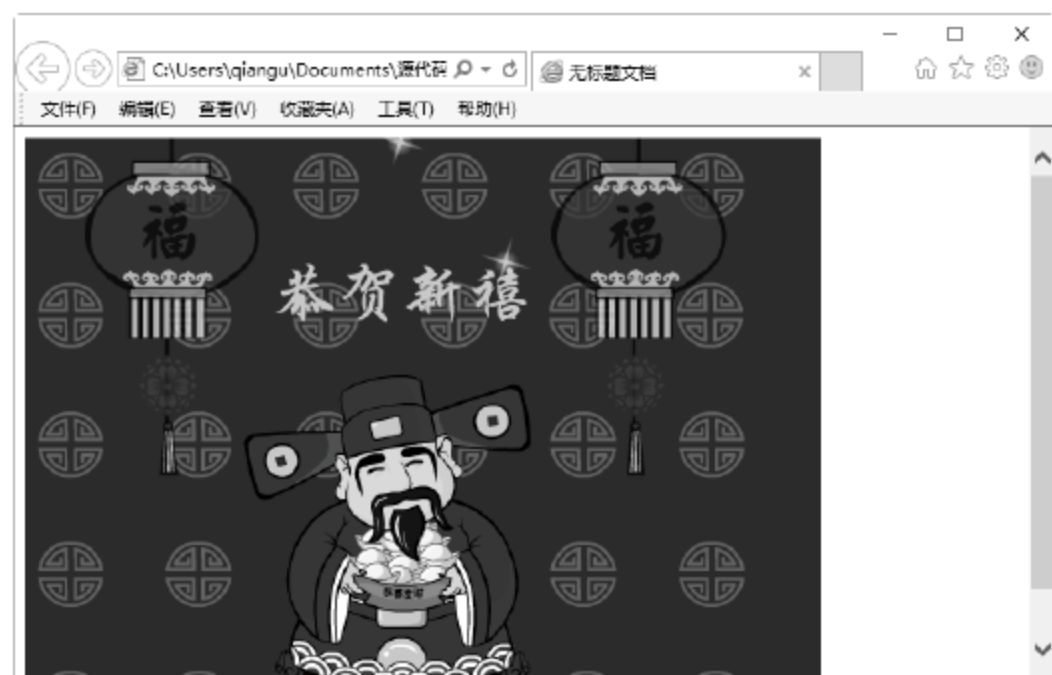 C:\Users\qiangu\Documents\源代码 无标题文档
文件(F) 编辑(E) 查看(V) 收藏夹(A) 工具(T) 帮助(H)
福 福
恭贺新禧